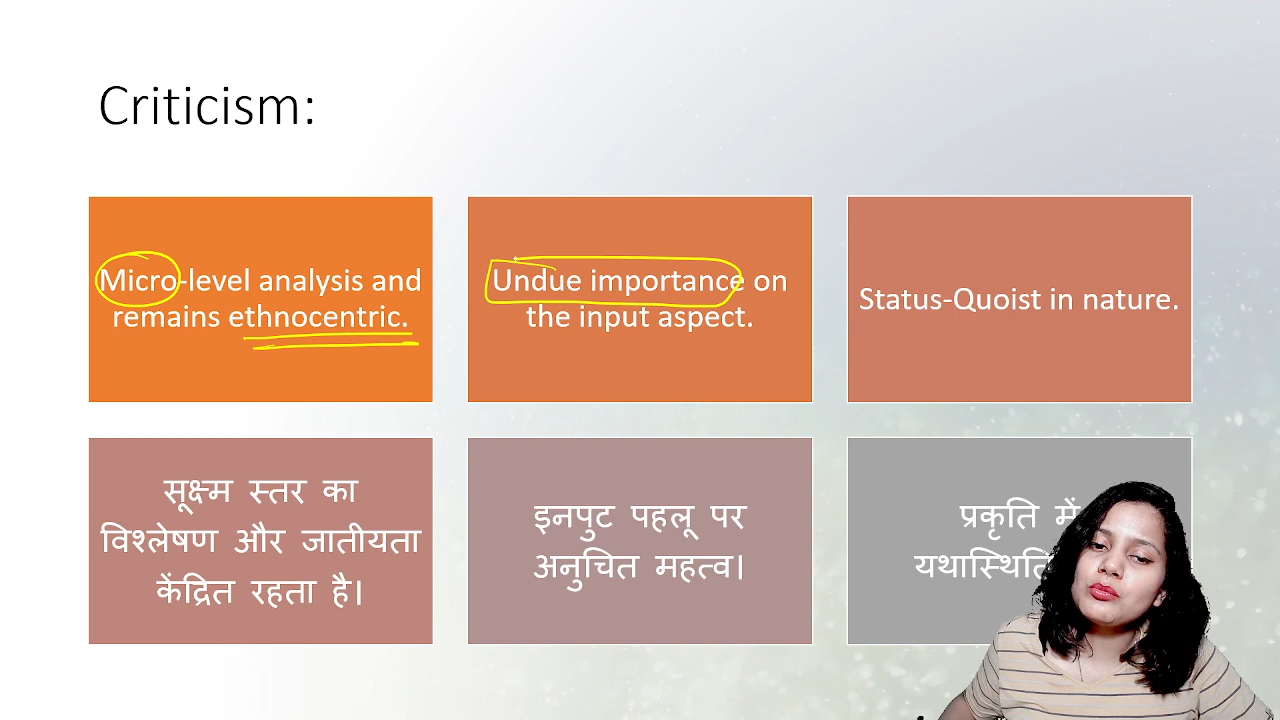 Criticism:
Micro-level analysis and
remains ethnocentric.
Undue importance on
the input aspect.
Status-Quoist in nature.
सूक्ष्म स्तर का
विश्लेषण और जातीयता
केंद्रित रहता है।
इनपुट पहलू पर
अनुचित महत्व।
प्रकृति में